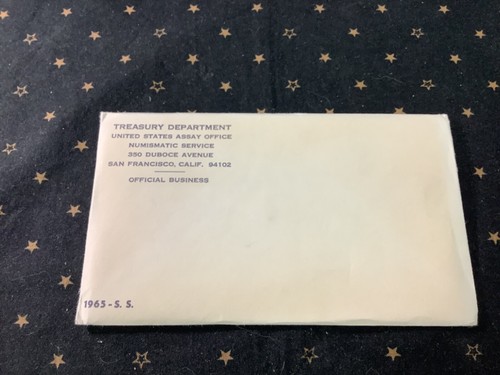 TREASURY DEPARTMENT
UNITED STATES ASSAY OFFICE
NUMISMATIC SERVICE
350 DUBOCE AVENUE
SAN FRANCISCO, CALIF. 94102
OFFICIAL BUSINESS
1965 - S. S.